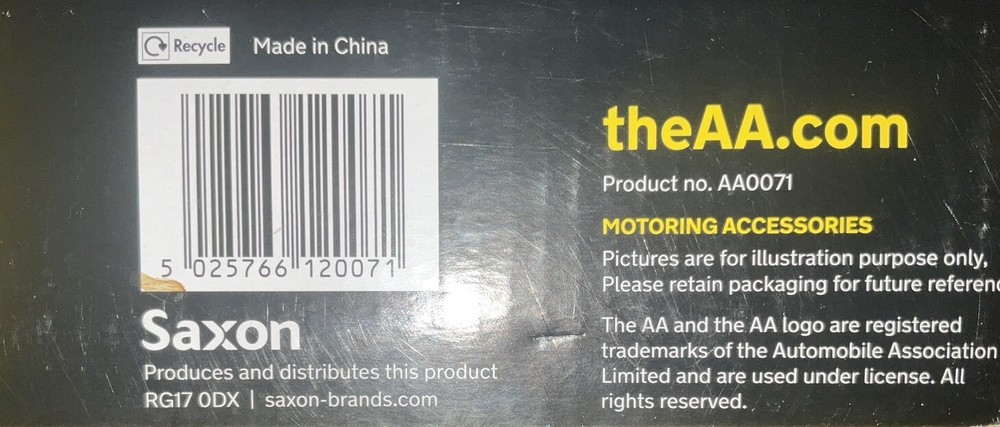 Recycle
Made in China
5 025766 120071
Saxon
Produces and distributes this product
RG17 0DX | saxon-brands.com
theAA.com
Product no. AA0071
MOTORING ACCESSORIES
Pictures are for illustration purpose only,
Please retain packaging for future referenc
The AA and the AA logo are registered
trademarks of the Automobile Association
Limited and are used under license. All
rights reserved.